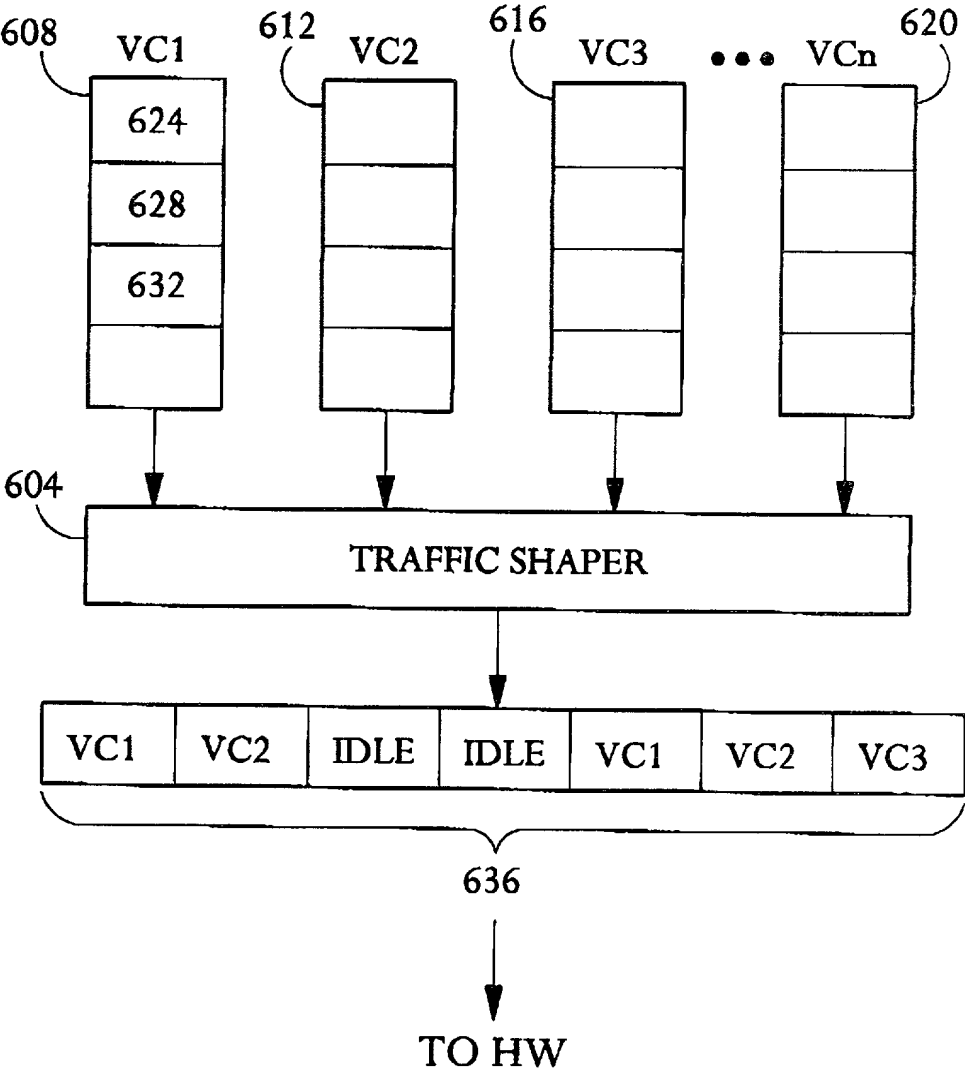 608 VC1 612 VC2 616 VC3 ••• VCn 620
624
628
632
604
TRAFFIC SHAPER
VC1 VC2 IDLE IDLE VC1 VC2 VC3
636
TO HW